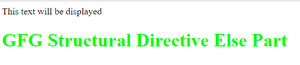 This text will be displayed
GFG Structural Directive Else Part